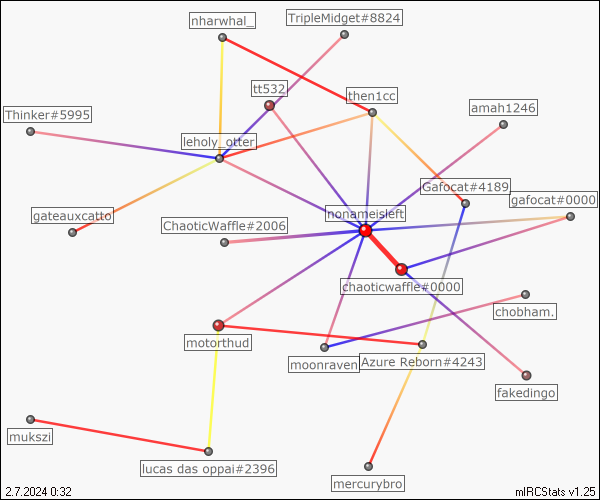 nharwhal_
TripleMidget#8824
tt532
then1cc
Thinker#5995
amah1246
leholy_otter
Gafocat#4189
gafocat#0000
gateauxcatto
nonameisleft
ChaoticWaffle#2006
chaoticwaffle#0000
chobham.
motorthud
moonraven
Azure Reborn#4243
fakedingo
mukszi
lucas das oppai#2396
mercurybro
2.7.2024 0:32
mIRCStats v1.25